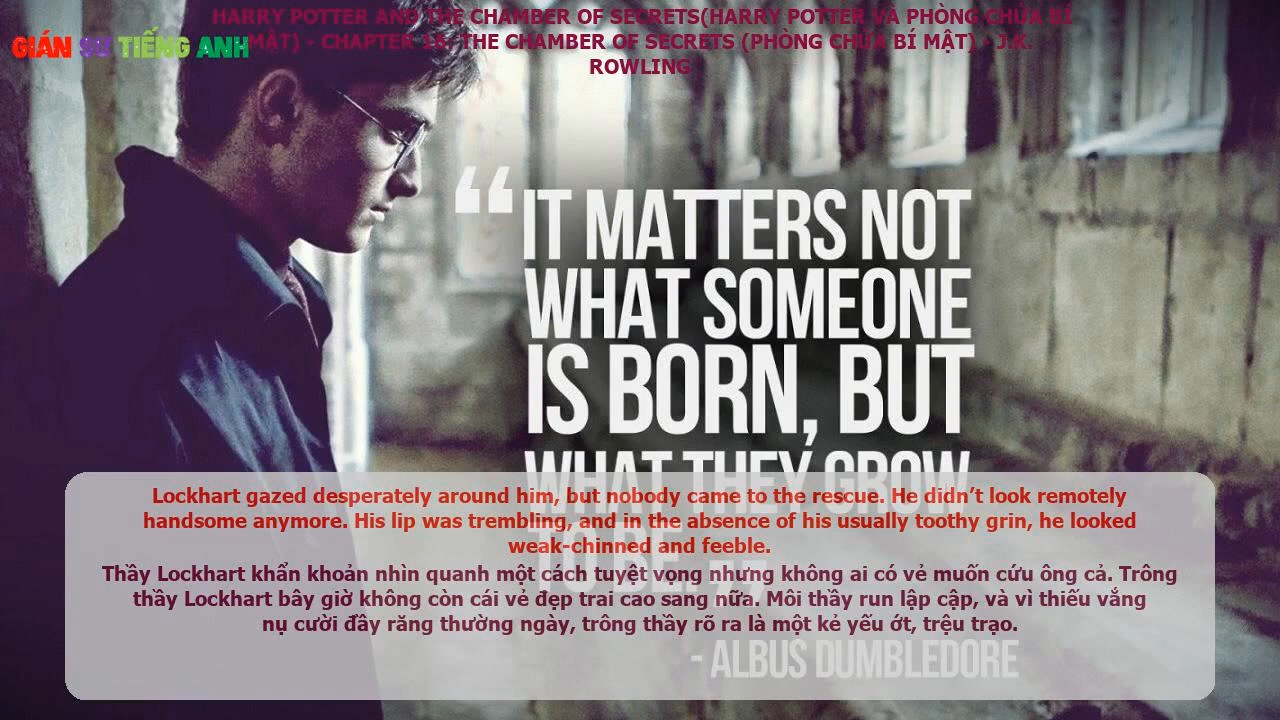 HARRY POTTER AND THE CHAMBER OF SECRETS(HARRY POTTER VÀ PHÒNG CHỨA BÍ
MẬT) - CHAPTER 16: THE CHAMBER OF SECRETS (PHÒNG CHỨA BÍ MẬT) - J.K.
ROWLING
GIÁN SƯ TIẾNG ANH
“IT MATTERS NOT
WHAT SOMEONE
IS BORN, BUT
WHAT THEY GROW
TO BE.”
Lockhart gazed desperately around him, but nobody came to the rescue. He didn’t look remotely
handsome anymore. His lip was trembling, and in the absence of his usually toothy grin, he looked
weak-chinned and feeble.
Thầy Lockhart khẩn khoản nhìn quanh một cách tuyệt vọng nhưng không ai có vẻ muốn cứu ông cả. Trông
thầy Lockhart bây giờ không còn cái vẻ đẹp trai cao sang nữa. Môi thầy run lập cập, và vì thiếu vắng
nụ cười đầy răng thường ngày, trông thầy rõ ra là một kẻ yếu ớt, trệu trạo.
- ALBUS DUMBLEDORE